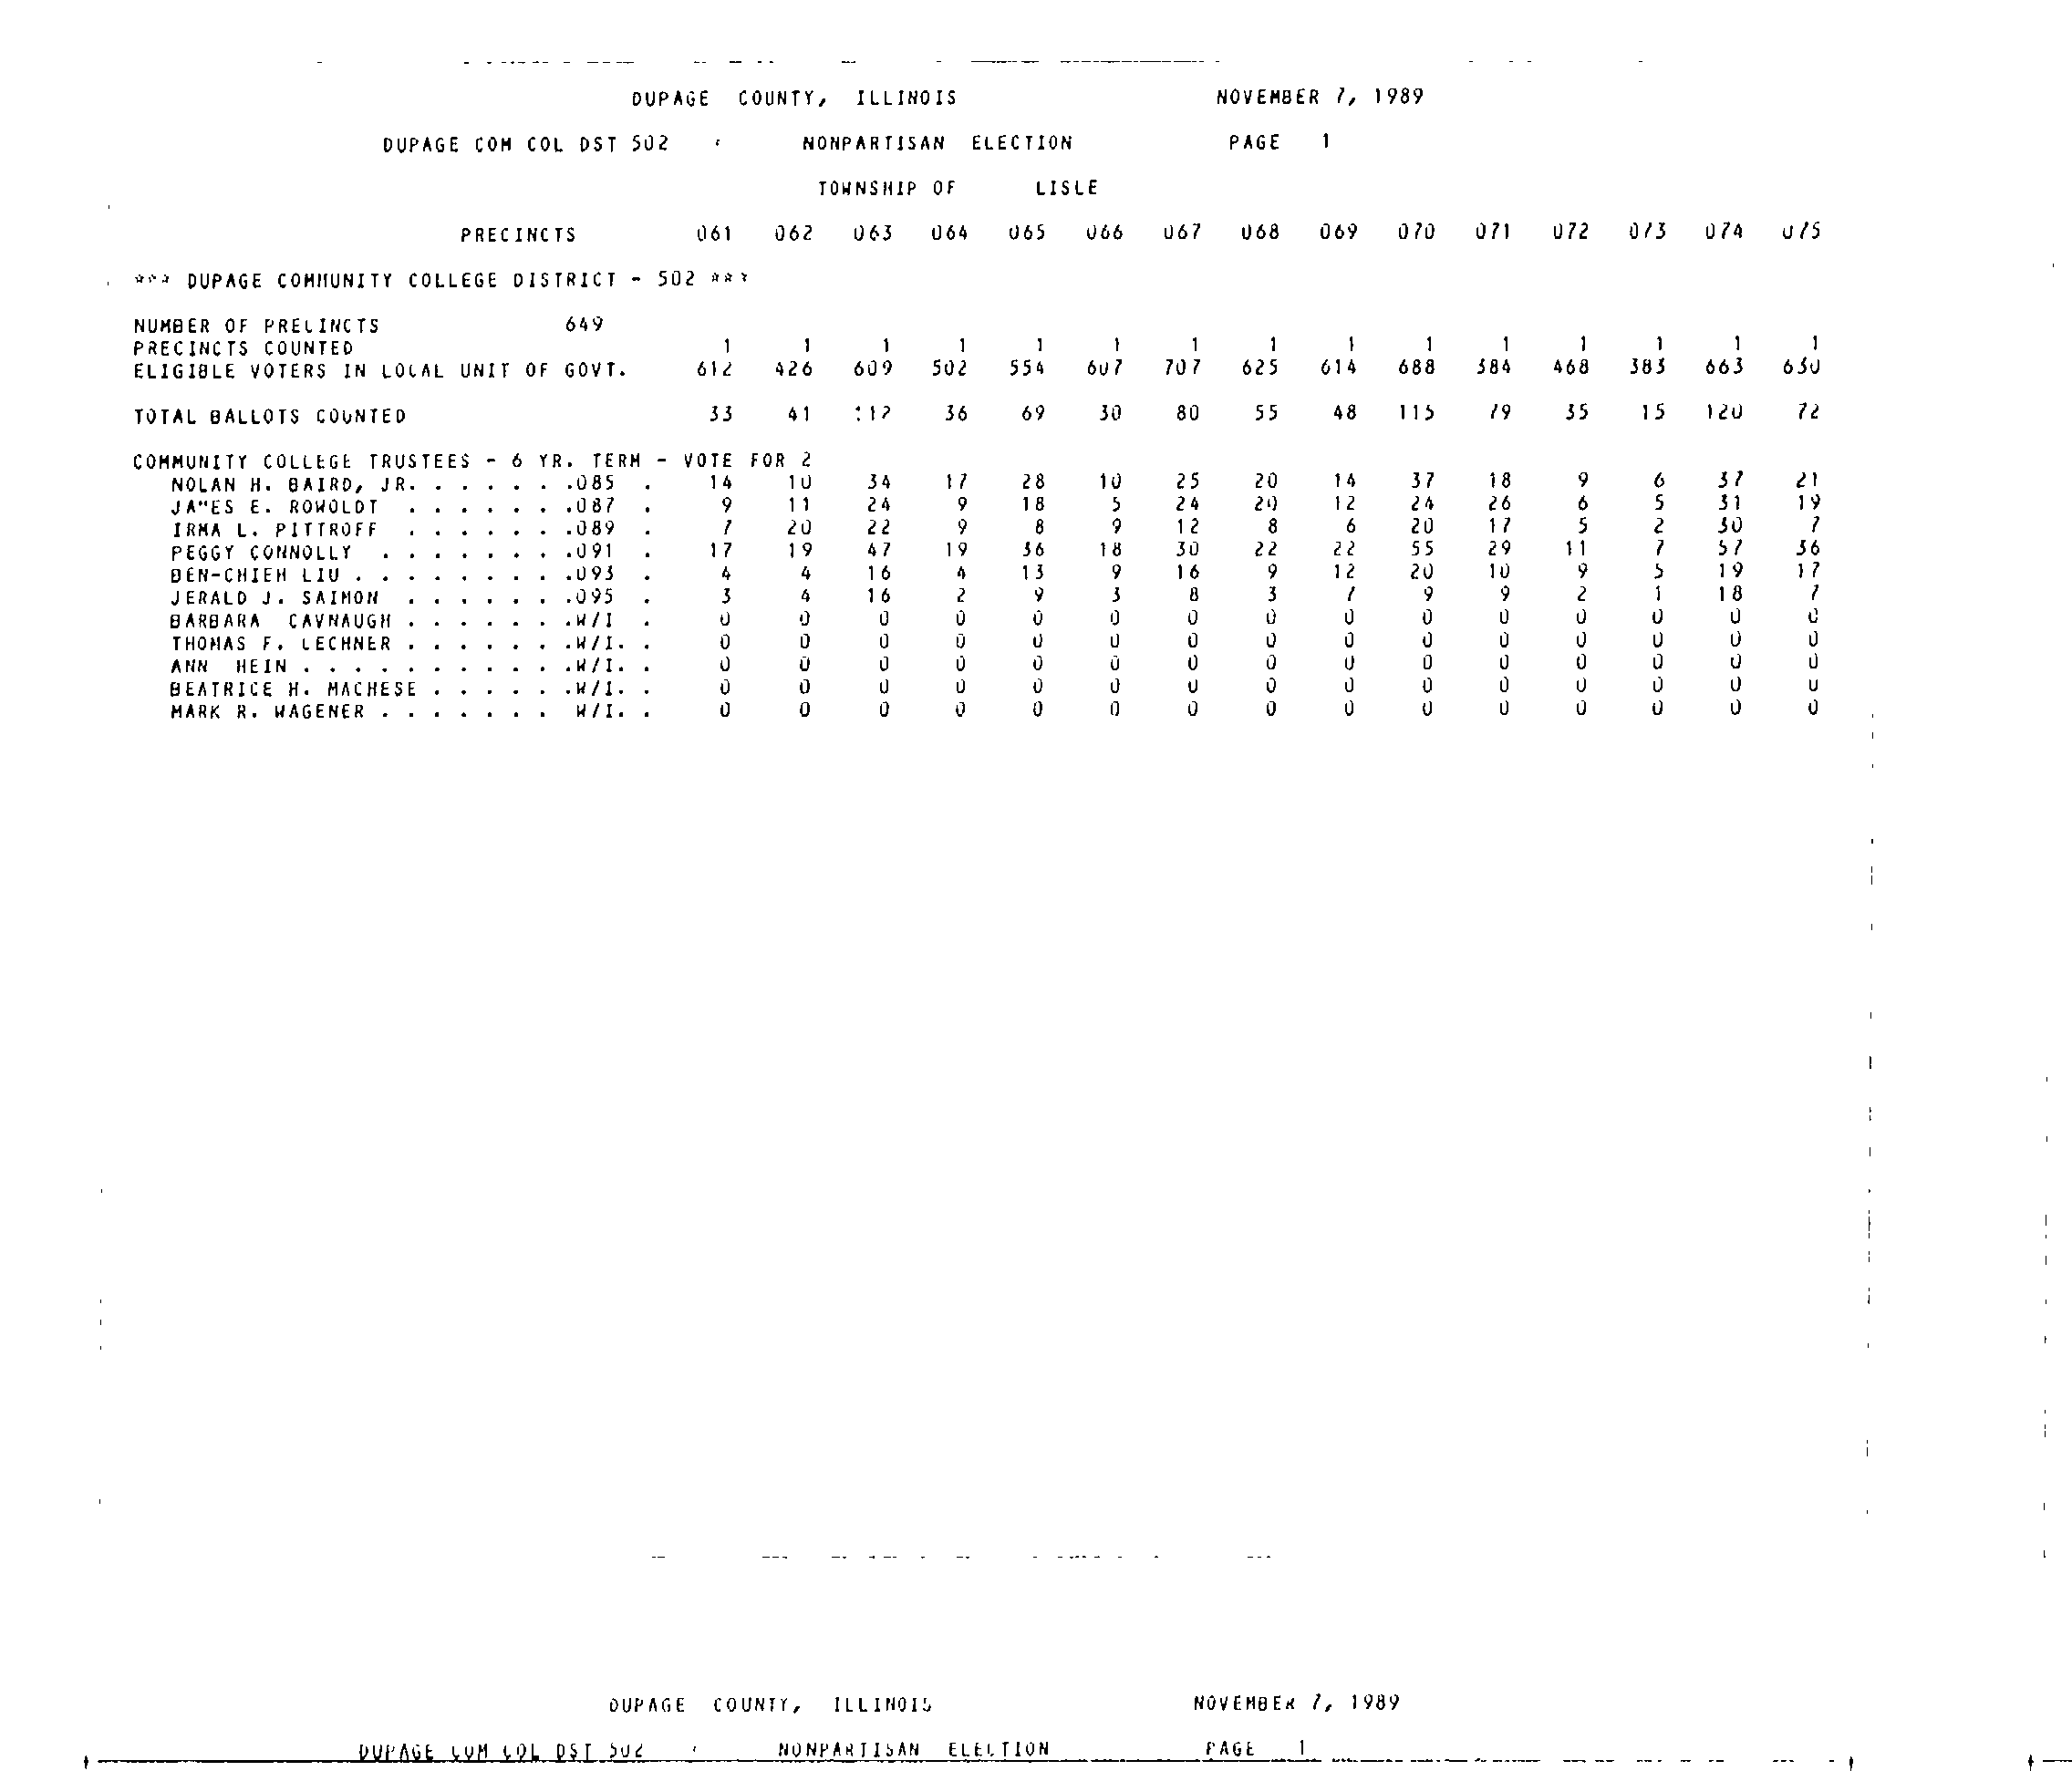 DUPAGE COUNTY, ILLINOIS NOVEMBER 7, 1989
DUPAGE COM COL DST 502 NONPARTISAN ELECTION PAGE 1
TOWNSHIP OF LISLE
PRECINCTS 061 062 063 064 065 066 067 068 069 070 071 072 073 074 075
*** DUPAGE COMMUNITY COLLEGE DISTRICT - 502 ***
NUMBER OF PRECINCTS 649
PRECINCTS COUNTED 1 1 1 1 1 1 1 1 1 1 1 1 1 1 1
ELIGIBLE VOTERS IN LOCAL UNIT OF GOVT. 612 426 609 502 554 607 707 625 614 688 584 468 383 663 630
TOTAL BALLOTS COUNTED 33 41 112 36 69 30 80 55 48 115 79 35 15 120 72
COMMUNITY COLLEGE TRUSTEES - 6 YR. TERM - VOTE FOR 2
NOLAN H. BAIRD, JR. . . . . . .085 . 14 10 34 17 28 10 25 20 14 37 18 9 6 37 21
JAMES E. ROWOLDT . . . . . . .087 . 9 11 24 9 18 5 24 20 12 24 26 6 5 31 19
IRMA L. PITTROFF . . . . . . .089 . 7 20 22 9 8 9 12 8 6 20 17 5 2 30 7
PEGGY CONNOLLY . . . . . . . .091 . 17 19 47 19 36 18 30 22 22 55 29 11 7 57 36
BEN-CHIEH LIU . . . . . . . . .093 . 4 4 16 4 13 9 16 9 12 20 10 9 5 19 17
JERALD J. SAIMON . . . . . . .095 . 3 4 16 2 9 3 8 3 7 9 9 2 1 18 7
BARBARA CAVNAUGH . . . . . . .W/I . 0 0 0 0 0 0 0 0 0 0 0 0 0 0 0
THOMAS F. LECHNER . . . . . . .W/I. . 0 0 0 0 0 0 0 0 0 0 0 0 0 0 0
ANN HEIN . . . . . . . . . . .W/I. . 0 0 0 0 0 0 0 0 0 0 0 0 0 0 0
BEATRICE H. MACHESE . . . . . .W/I. . 0 0 0 0 0 0 0 0 0 0 0 0 0 0 0
MARK R. WAGENER . . . . . . . W/I. . 0 0 0 0 0 0 0 0 0 0 0 0 0 0 0
DUPAGE COUNTY, ILLINOIS NOVEMBER 7, 1989
DUPAGE COM COL DST 502 NONPARTISAN ELECTION PAGE 1